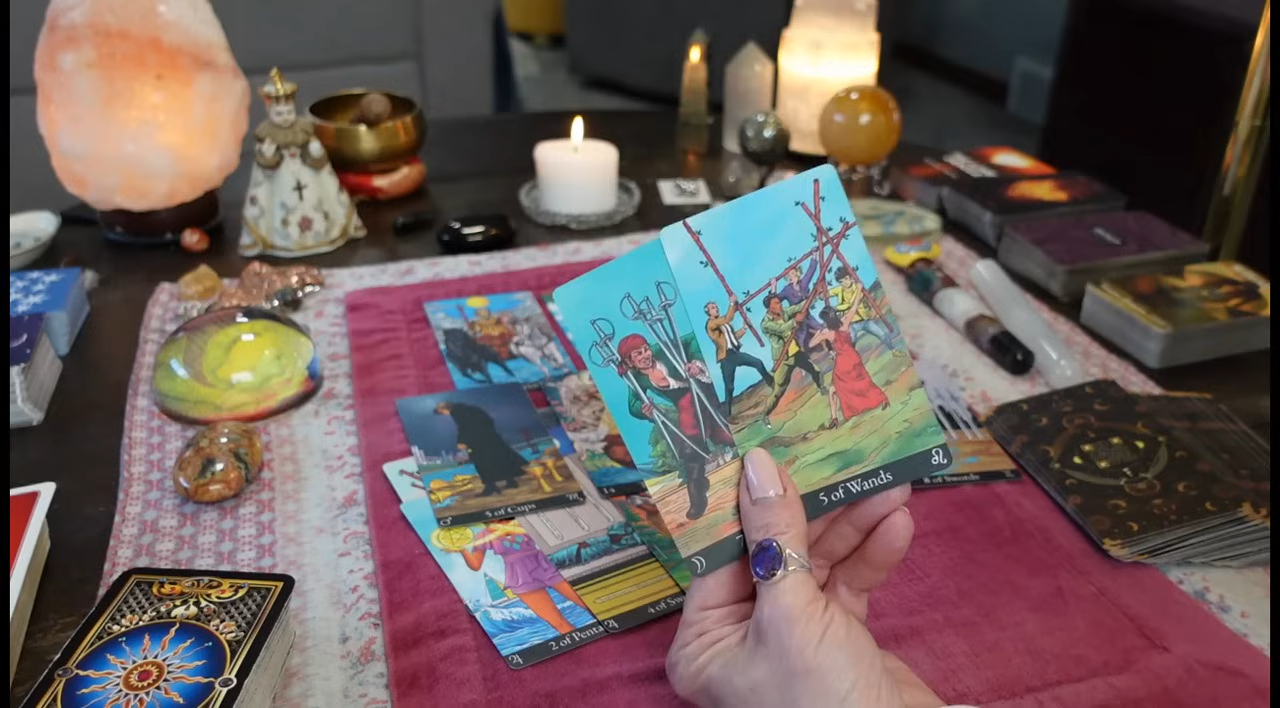 5 of Wands
8 of Swords
5 of Cups
2 of Penta
4 of Sw